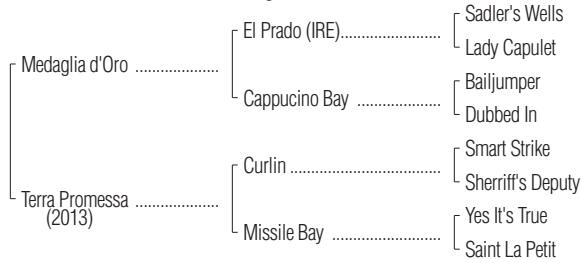 Sadler's Wells
El Prado (IRE)....................
Lady Capulet
Medaglia d'Oro ...................
Bailjumper
Cappucino Bay ...................
Dubbed In
Smart Strike
Curlin ..................................
Sherriff's Deputy
Terra Promessa ...................
(2013)
Yes It's True
Missile Bay .........................
Saint La Petit